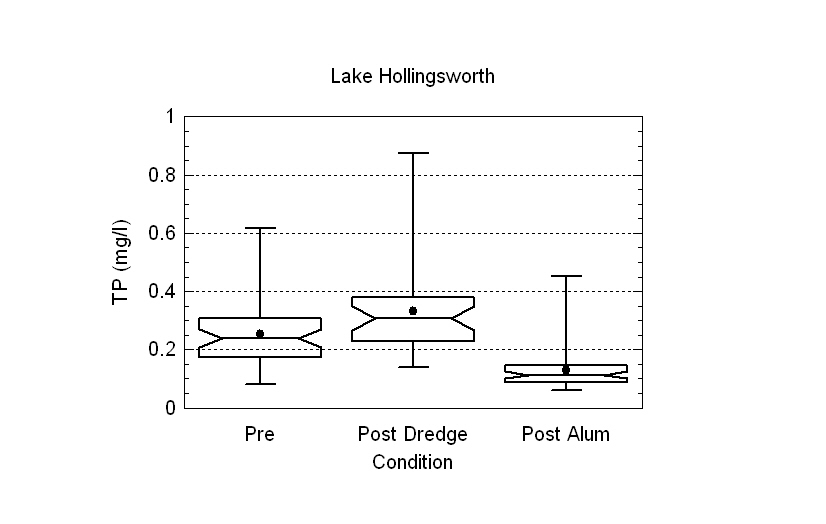 Lake Hollingsworth
1
0.8
0.6
0.4
0.2
0
TP (mg/l)
Pre Post Dredge Post Alum
Condition